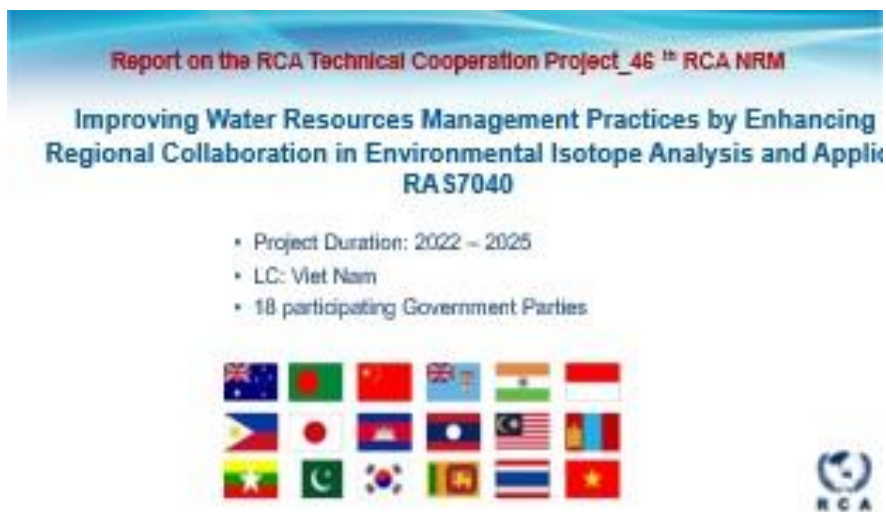 Report on the RCA Technical Cooperation Project_46 th RCA NRM
Improving Water Resources Management Practices by Enhancing
Regional Collaboration in Environmental Isotope Analysis and Applic
RAS7040
• Project Duration: 2022 – 2025
• LC: Viet Nam
• 18 participating Government Parties
RCA